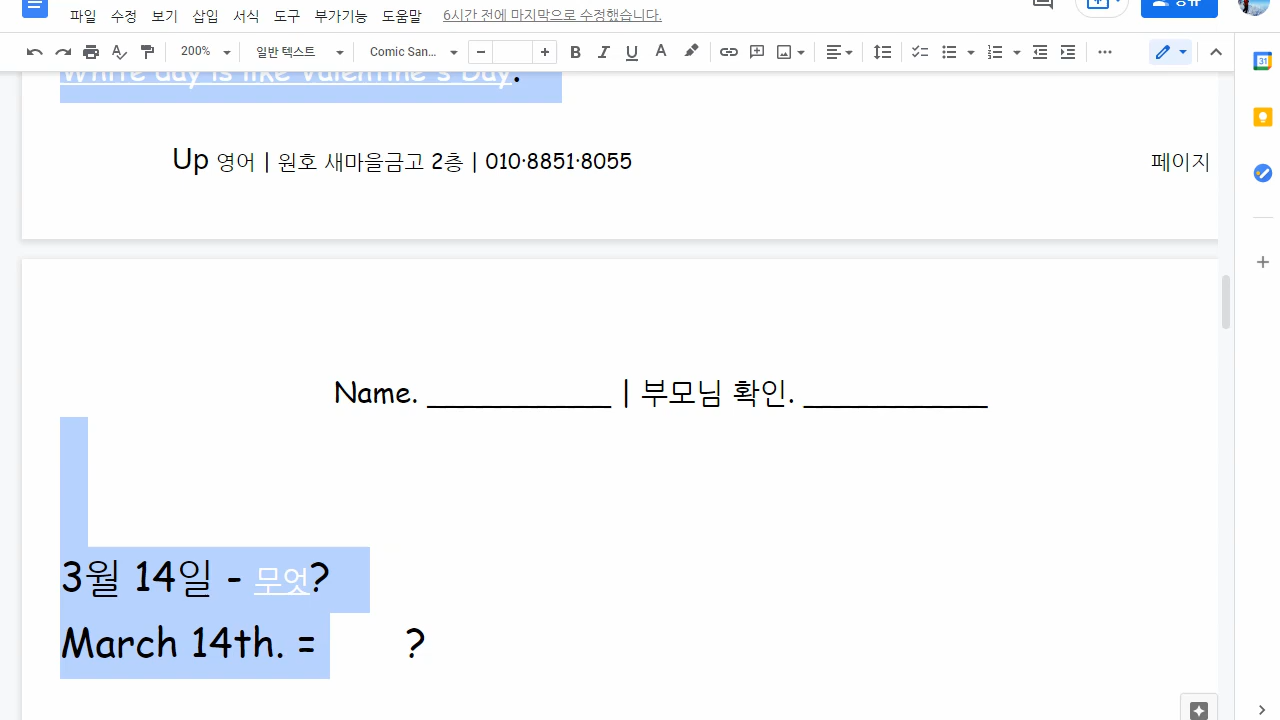 파일 수정 보기 삽입 서식 도구 부가기능 도움말 6시간 전에 마지막으로 수정했습니다. 공유
200% 일반 텍스트 Comic San... B I U A
31
White day is like Valentine's Day.
Up 영어 | 원호 새마을금고 2층 | 010·8851·8055 페이지
Name. ___________ | 부모님 확인. ___________
3월 14일 - 무엇?
March 14th. = ?